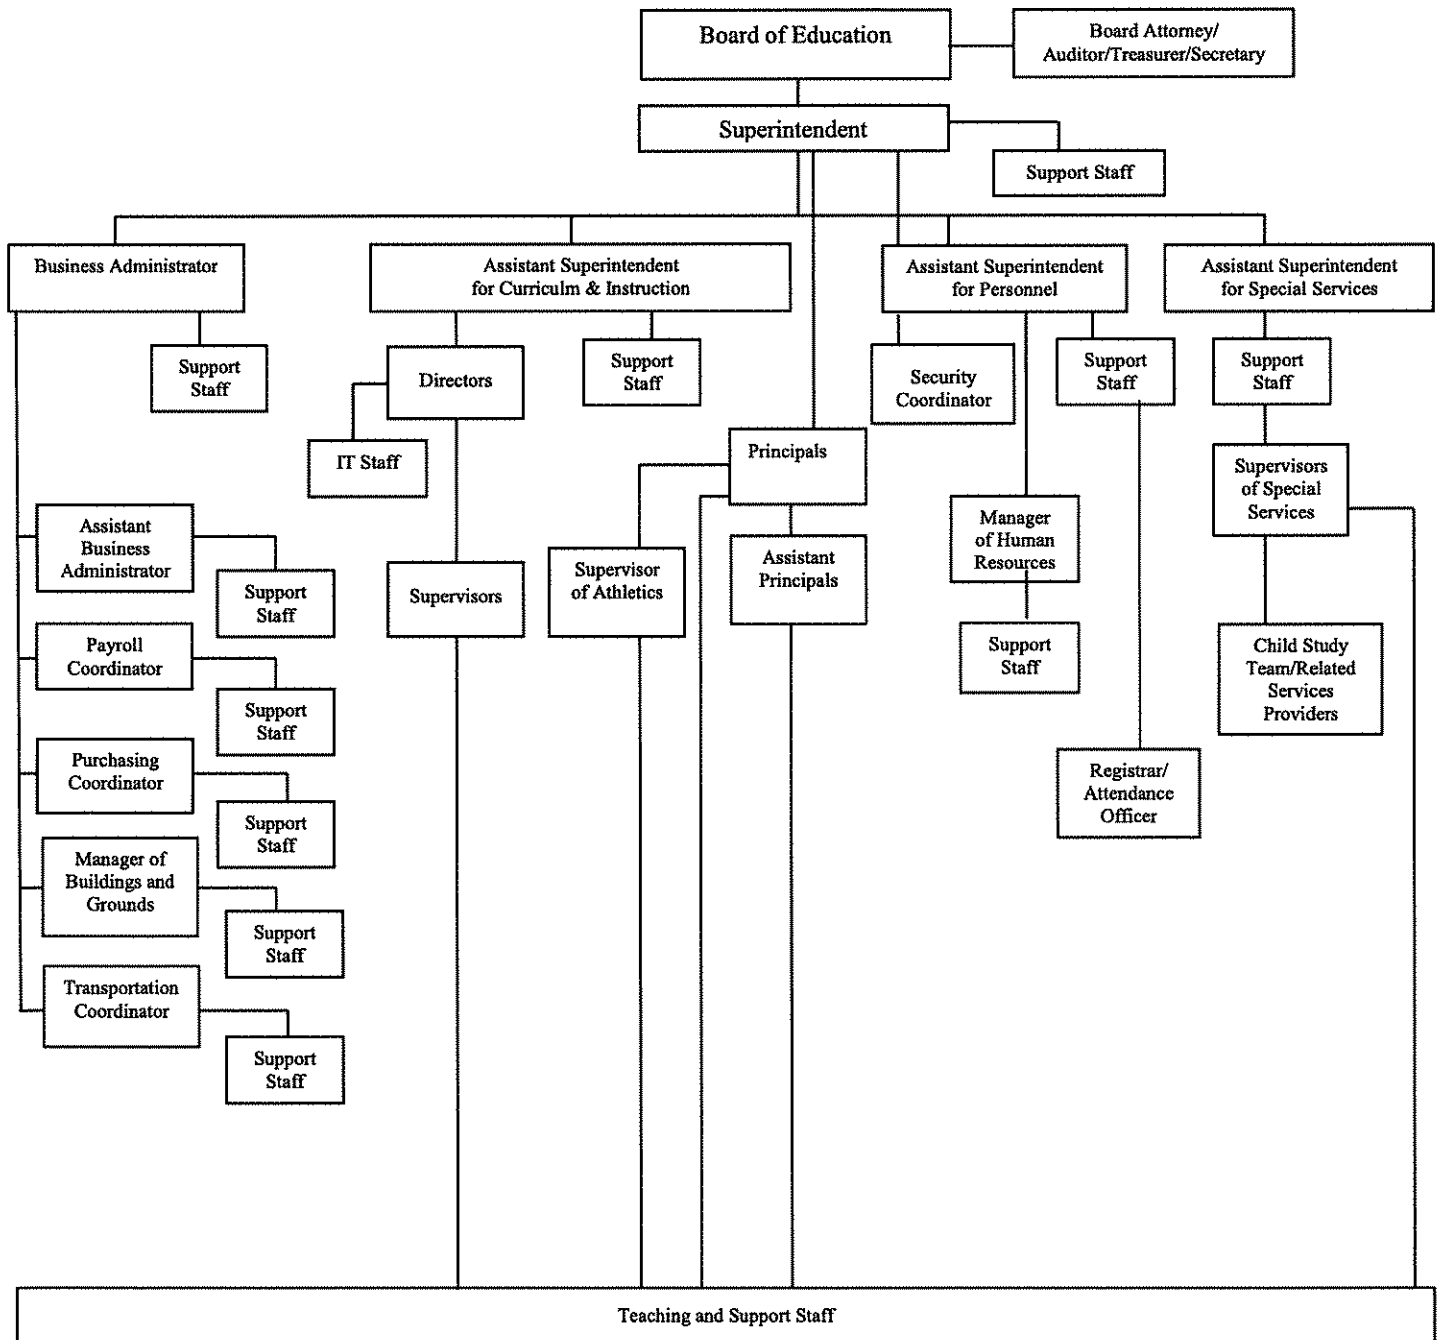 Board of Education
Board Attorney/
Auditor/Treasurer/Secretary
Superintendent
Support Staff
Business Administrator
Assistant Superintendent
for Curriculm & Instruction
Assistant Superintendent
for Personnel
Assistant Superintendent
for Special Services
Support
Staff
Directors
Support
Staff
Security
Coordinator
Support
Staff
Support
Staff
IT Staff
Principals
Supervisors
of Special
Services
Assistant
Business
Administrator
Support
Staff
Supervisors
Supervisor
of Athletics
Assistant
Principals
Manager
of Human
Resources
Support
Staff
Child Study
Team/Related
Services
Providers
Payroll
Coordinator
Support
Staff
Purchasing
Coordinator
Support
Staff
Registrar/
Attendance
Officer
Manager of
Buildings and
Grounds
Support
Staff
Transportation
Coordinator
Support
Staff
Teaching and Support Staff